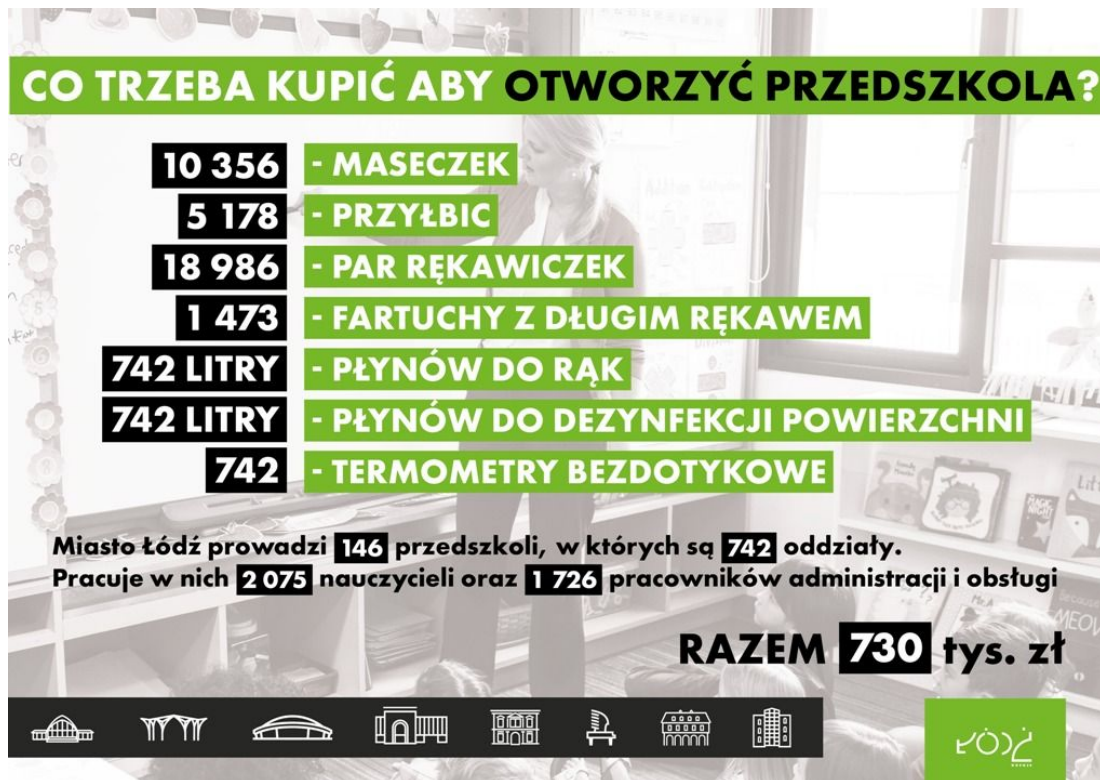 CO TRZEBA KUPIĆ ABY OTWORZYĆ PRZEDSZKOLA?
10 356 - MASECZEK
5 178 - PRZYŁBIC
18 986 - PAR RĘKAWICZEK
1 473 - FARTUCHY Z DŁUGIM RĘKAWEM
742 LITRY - PŁYNÓW DO RĄK
742 LITRY - PŁYNÓW DO DEZYNFEKCJI POWIERZCHNI
742 - TERMOMETRY BEZDOTYKOWE
Miasto Łódź prowadzi 146 przedszkoli, w których są 742 oddziały.
Pracuje w nich 2 075 nauczycieli oraz 1 726 pracowników administracji i obsługi
RAZEM 730 tys. zł
ŁÓDŹ